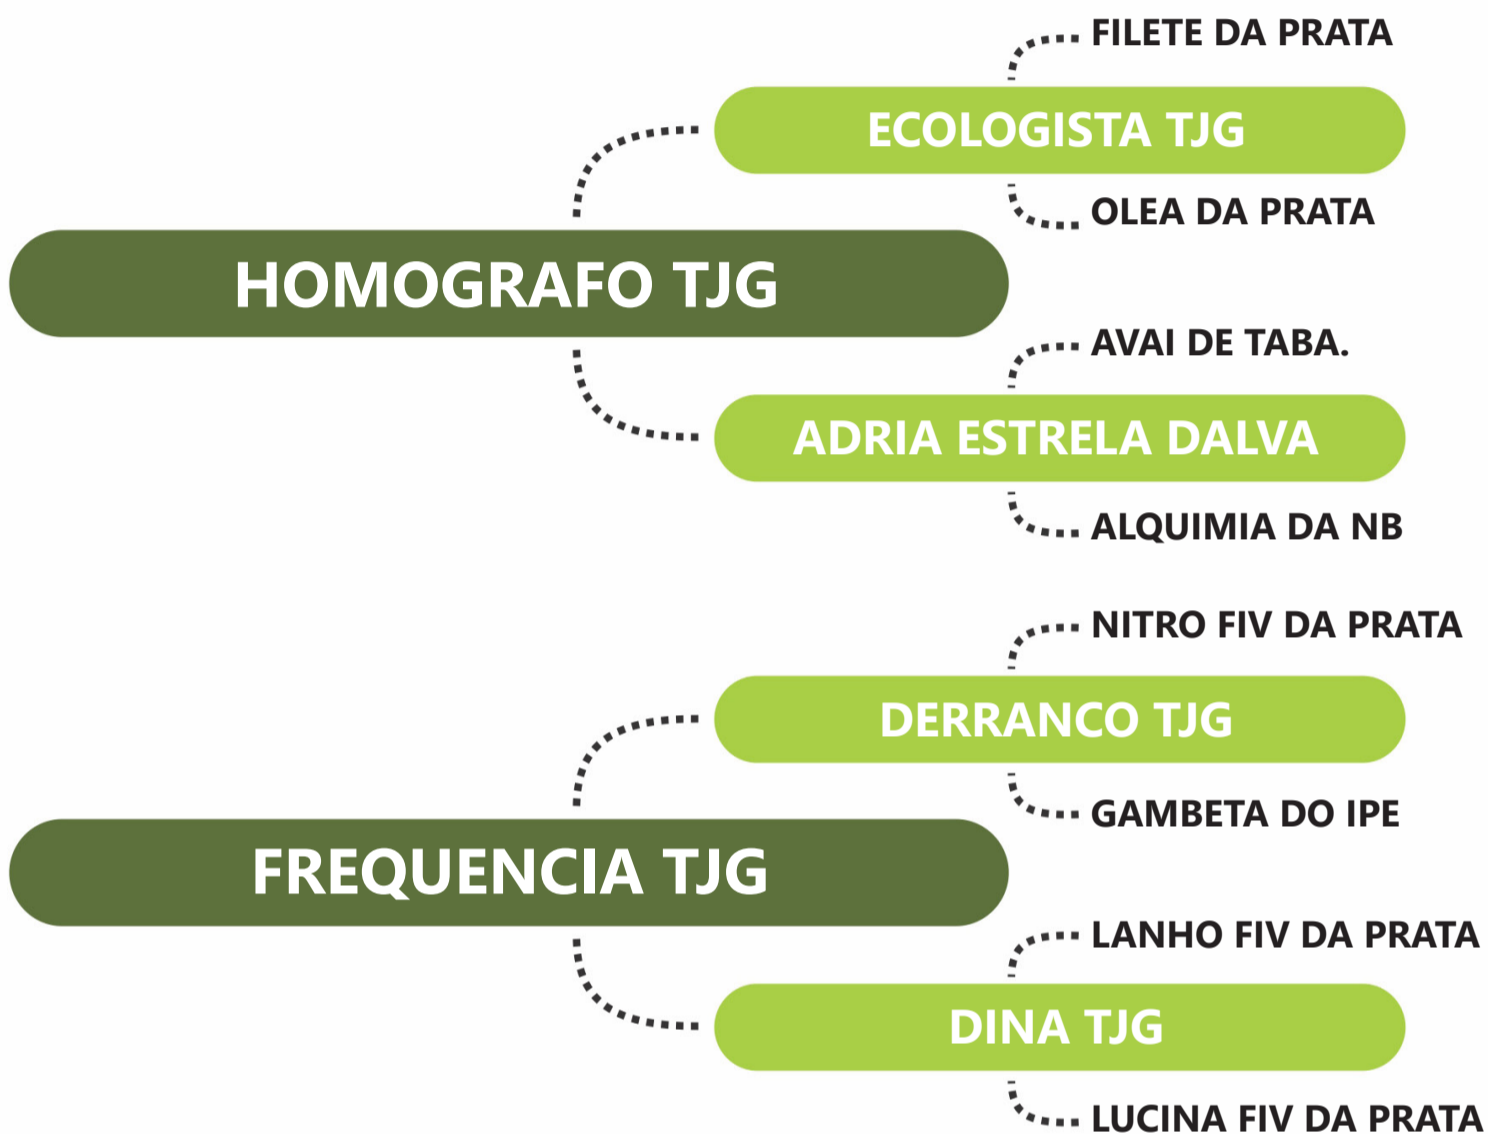 FILETE DA PRATA
ECOLOGISTA TJG
OLEA DA PRATA
HOMOGRAFO TJG
AVAI DE TABA.
ADRIA ESTRELA DALVA
ALQUIMIA DA NB
NITRO FIV DA PRATA
DERRANCO TJG
GAMBETA DO IPE
FREQUENCIA TJG
LANHO FIV DA PRATA
DINA TJG
LUCINA FIV DA PRATA